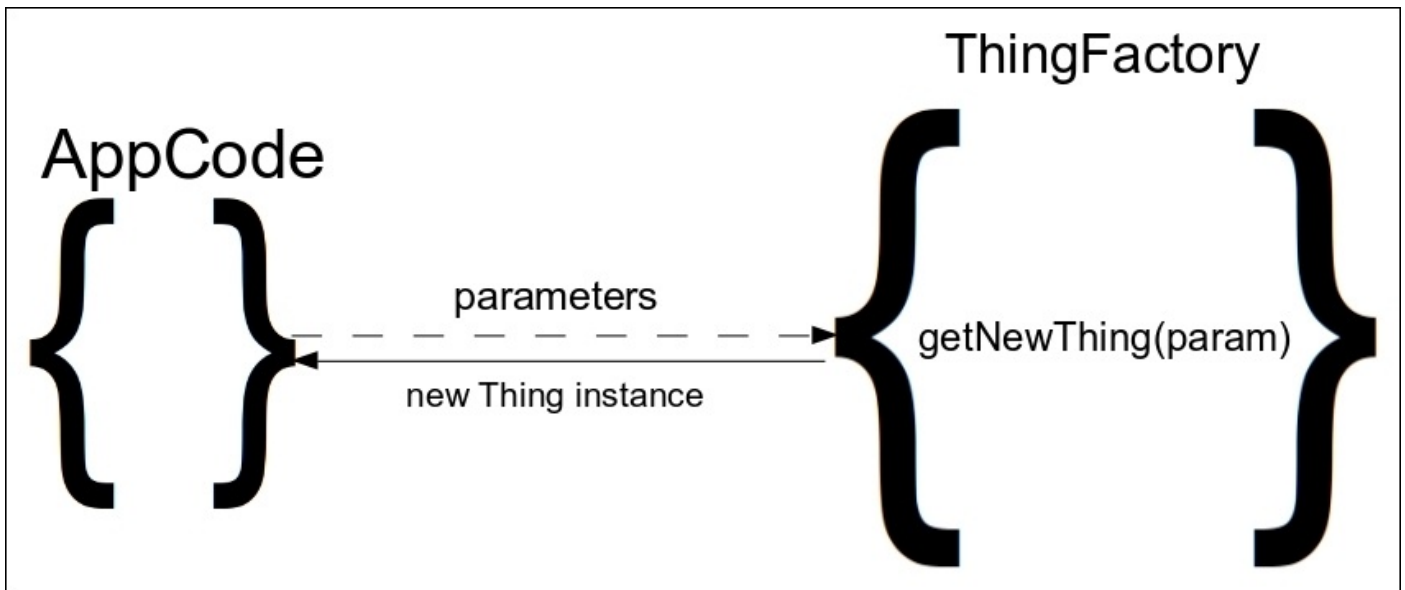 ThingFactory
AppCode
parameters
getNewThing(param)
new Thing instance